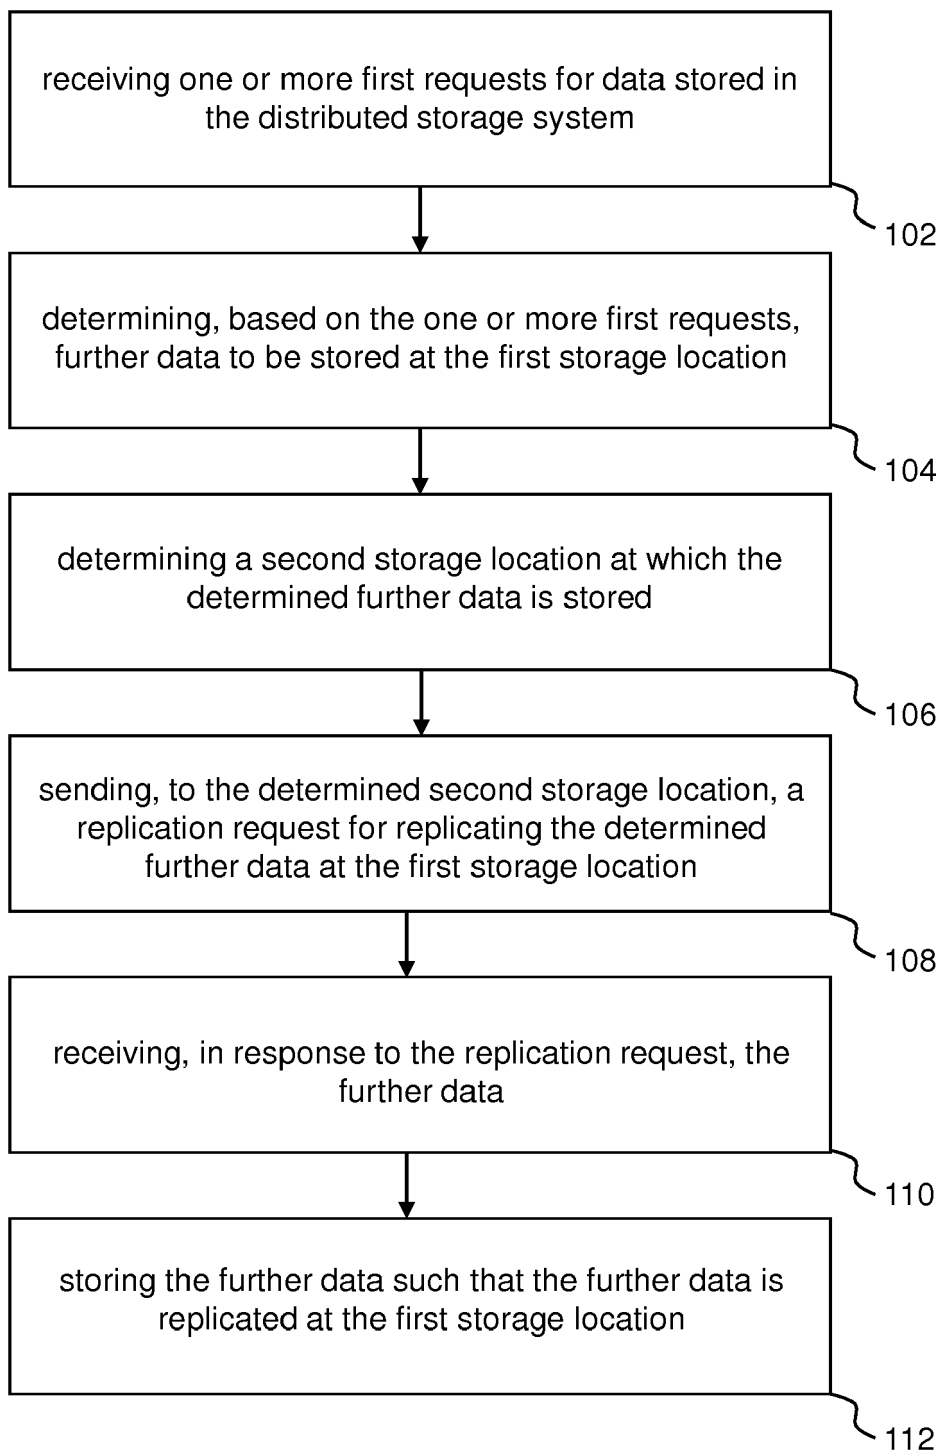 receiving one or more first requests for data stored in
the distributed storage system
102
determining, based on the one or more first requests,
further data to be stored at the first storage location
104
determining a second storage location at which the
determined further data is stored
106
sending, to the determined second storage location, a
replication request for replicating the determined
further data at the first storage location
108
receiving, in response to the replication request, the
further data
110
storing the further data such that the further data is
replicated at the first storage location
112